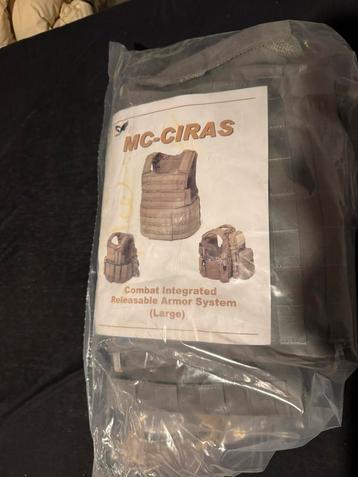 MC-CIRAS
Combat Integrated
Releasable Armor System
(Large)